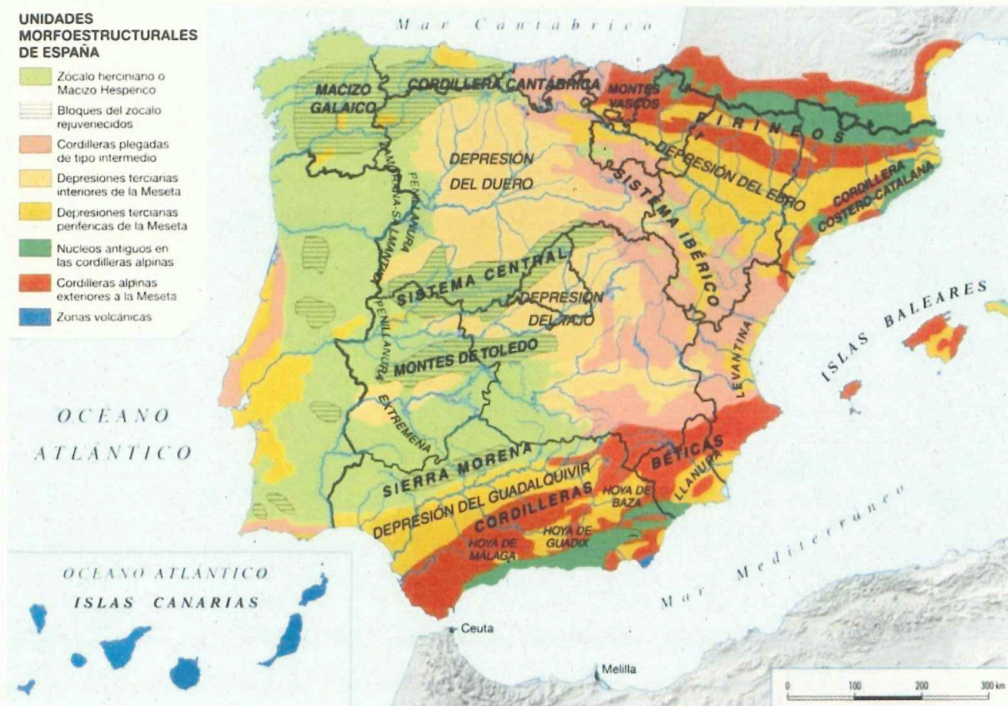 UNIDADES
MORFOESTRUCTURALES
DE ESPAÑA
Zócalo herciniano o
Macizo Hespérico
Bloques del zócalo
rejuvenecidos
Cordilleras plegadas
de tipo intermedio
Depresiones terciarias
interiores de la Meseta
Depresiones terciarias
periféricas de la Meseta
Núcleos antiguos en
las cordilleras alpinas
Cordilleras alpinas
exteriores a la Meseta
Zonas volcánicas
Mar Cantábrico
MACIZO
GALAICO
CORDILLERA CANTÁBRICA
MONTES
VASCOS
PIRINEOS
DEPRESIÓN
DEL DUERO
DEPRESIÓN DEL EBRO
CORDILLERA
COSTERO-CATALANA
PENILLANURA
ZAMORANA-SALMANTINA
SISTEMA IBÉRICO
SISTEMA CENTRAL
DEPRESIÓN
DEL TAJO
PENILLANURA
EXTREMEÑA
MONTES DE TOLEDO
LEVANTINA
LLANURA
ISLAS BALEARES
OCÉANO
ATLÁNTICO
SIERRA MORENA
DEPRESIÓN DEL GUADALQUIVIR
CORDILLERAS
BÉTICAS
HOYA DE
BAZA
HOYA DE
GUADIX
HOYA DE
MÁLAGA
Mar Mediterráneo
OCÉANO ATLÁNTICO
ISLAS CANARIAS
Ceuta
Melilla
0 100 200 300 km